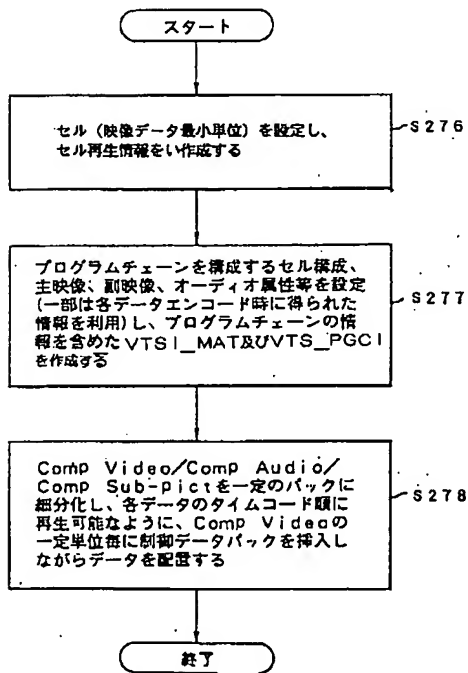 スタート
セル(映像データ最小単位)を設定し、
セル再生情報をい作成する
S276
プログラムチェーンを構成するセル構成、
主映像、副映像、オーディオ属性等を設定
(一部は各データエンコード時に得られた
情報を利用)し、プログラムチェーンの情
報を含めたVTSI_MAT及びVTS_PGCI
を作成する
S277
Comp Video/Comp Audio/
Comp Sub-pictを一定のパックに
細分化し、各データのタイムコード順に
再生可能なように、Comp Videoの
一定単位毎に制御データパックを挿入し
ながらデータを配置する
S278
終了